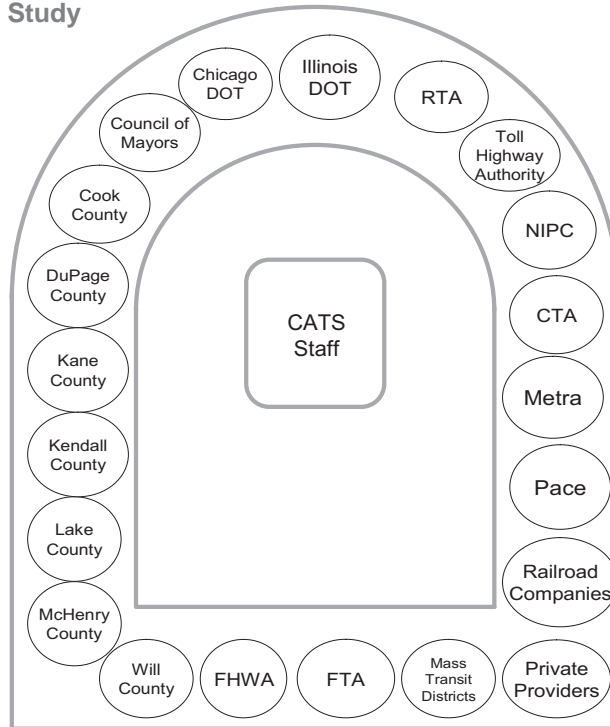 Study
Illinois
DOT
Chicago
DOT
RTA
Council of
Mayors
Toll
Highway
Authority
Cook
County
NIPC
DuPage
County
CTA
CATS
Staff
Kane
County
Metra
Kendall
County
Pace
Lake
County
Railroad
Companies
McHenry
County
Will
County
FHWA
FTA
Mass
Transit
Districts
Private
Providers